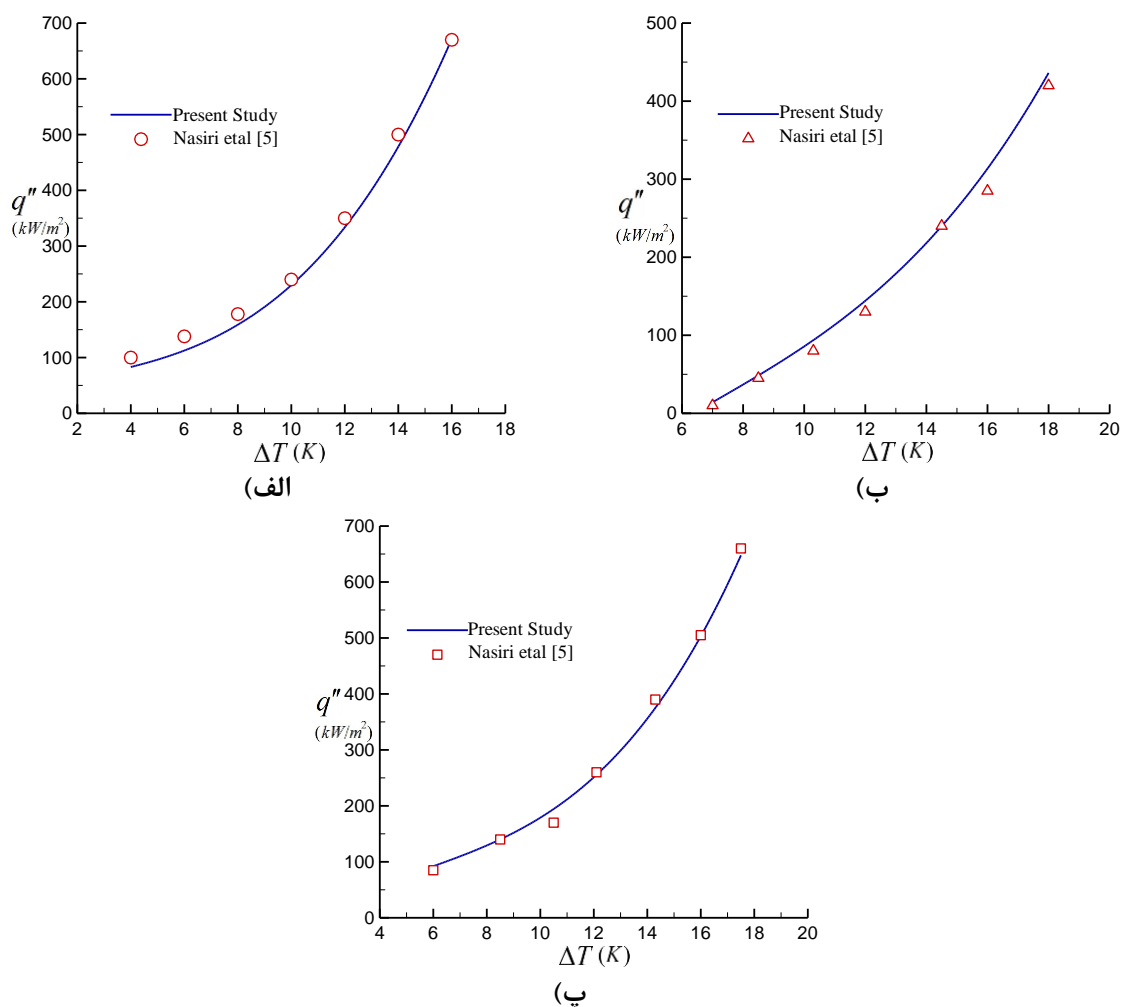 700
600
500
400
300
200
100
0
Present Study
Nasiri etal [5]
q"
(kW/m²)
2 4 6 8 10 12 14 16 18
ΔT (K)
الف)
500
400
300
200
100
0
Present Study
Nasiri etal [5]
q"
(kW/m²)
6 8 10 12 14 16 18 20
ΔT (K)
ب)
700
600
500
400
300
200
100
0
Present Study
Nasiri etal [5]
q"
(kW/m²)
4 6 8 10 12 14 16 18 20
ΔT (K)
پ)